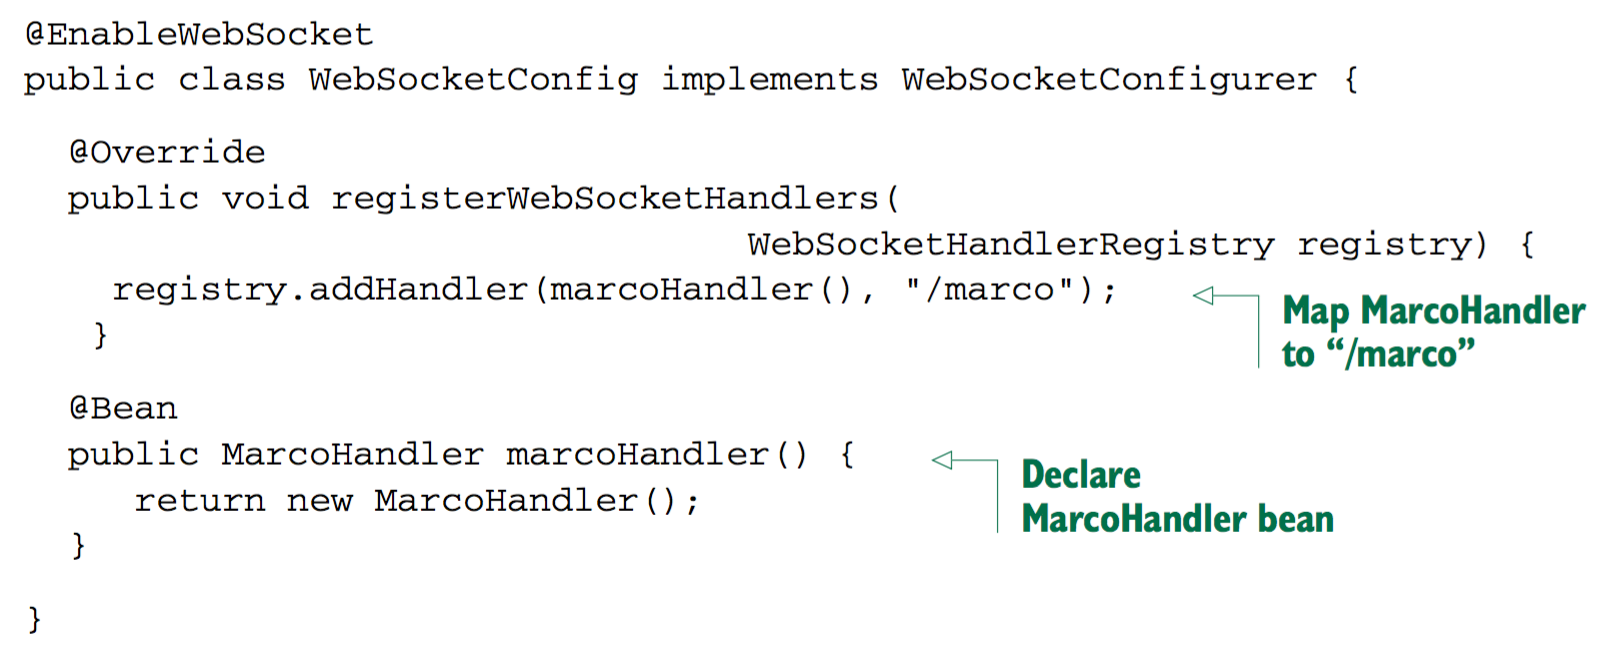 @EnableWebSocket
public class WebSocketConfig implements WebSocketConfigurer {
@Override
public void registerWebSocketHandlers(
WebSocketHandlerRegistry registry) {
registry.addHandler(marcoHandler(), "/marco");
}
Map MarcoHandler
to “/marco”
@Bean
public MarcoHandler marcoHandler() {
return new MarcoHandler();
}
Declare
MarcoHandler bean
}